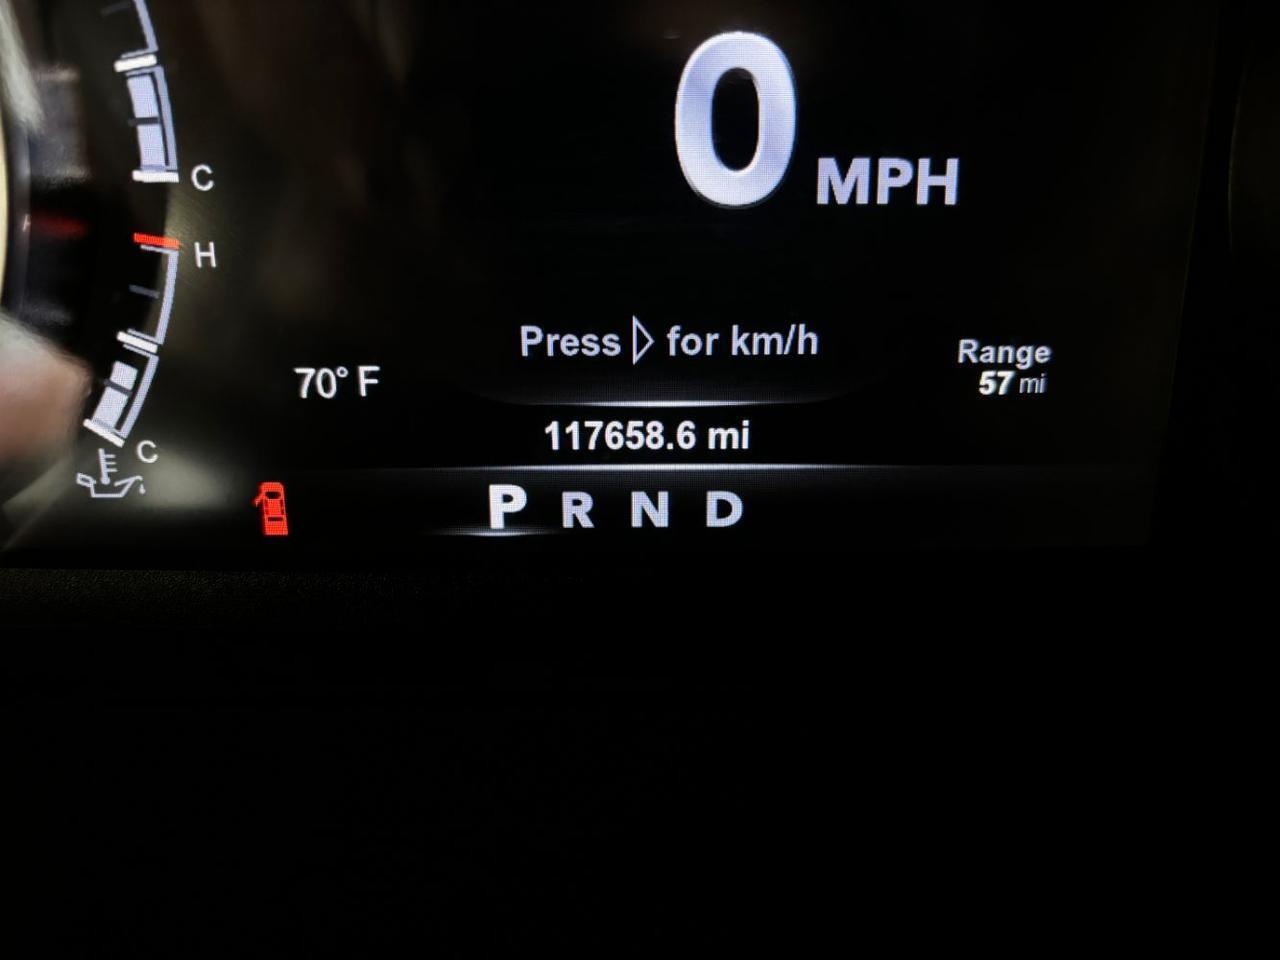 0 MPH
C
H
Press ▷ for km/h
Range
57 mi
70° F
117658.6 mi
C
P R N D